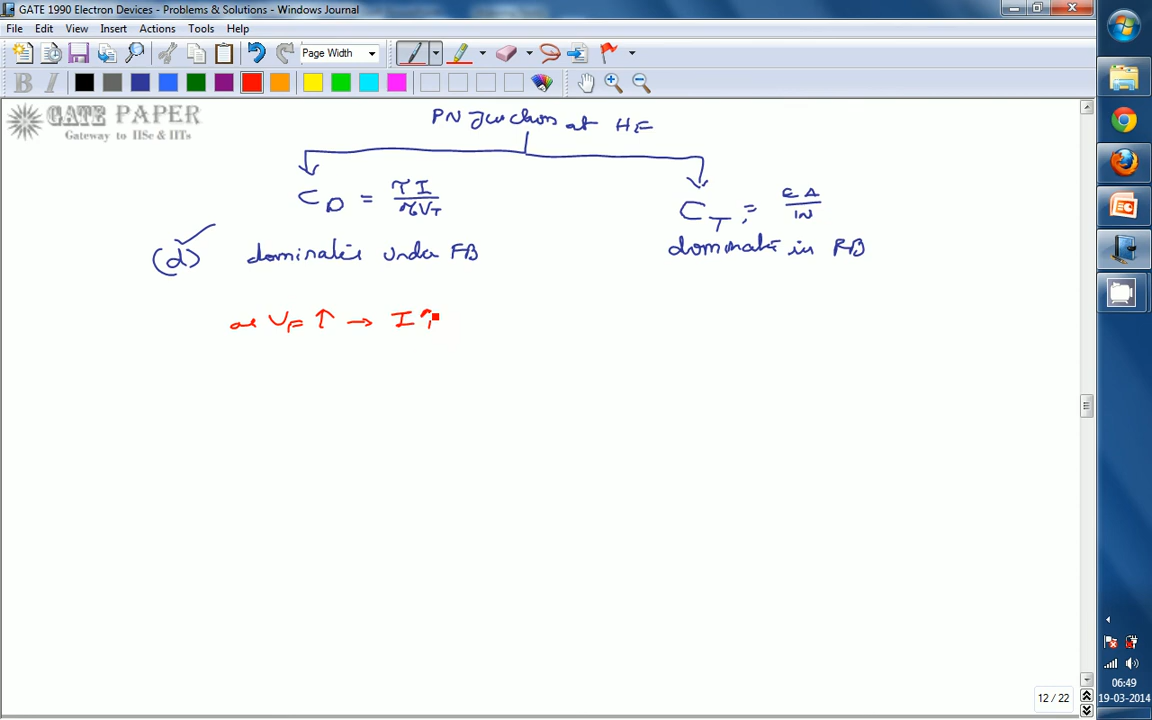 GATE 1990 Electron Devices - Problems & Solutions - Windows Journal
File Edit View Insert Actions Tools Help
Page Width
B I
GATE PAPER
Gateway to IISc & IITs
PN Junction at HF
C_D = τI / ηV_T
C_T = εA / W
(d) dominates under FB
dominate in RB
as V_F ↑ → I ↑
12 / 22
06:49
19-03-2014